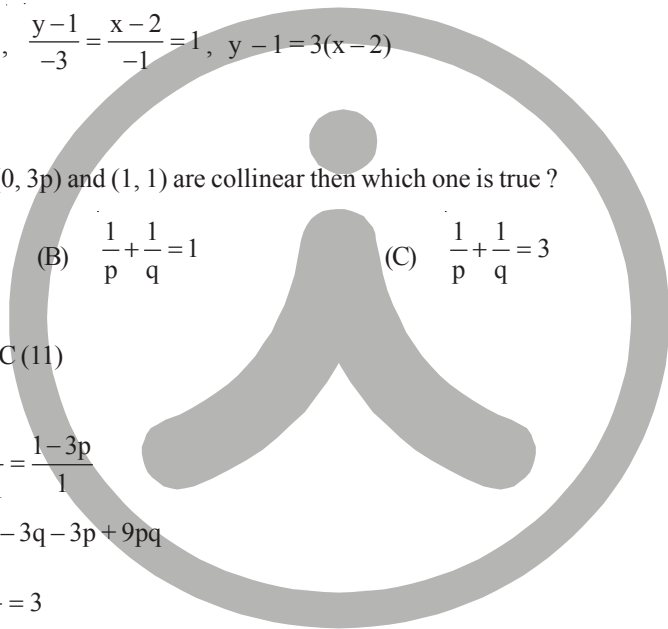 , (y−1)/−3 = (x−2)/−1 = 1 , y − 1 = 3(x − 2)
0, 3p) and (1, 1) are collinear then which one is true ?
(B) 1/p + 1/q = 1 (C) 1/p + 1/q = 3
C (11)
= (1−3p)/1
− 3q − 3p + 9pq
= 3